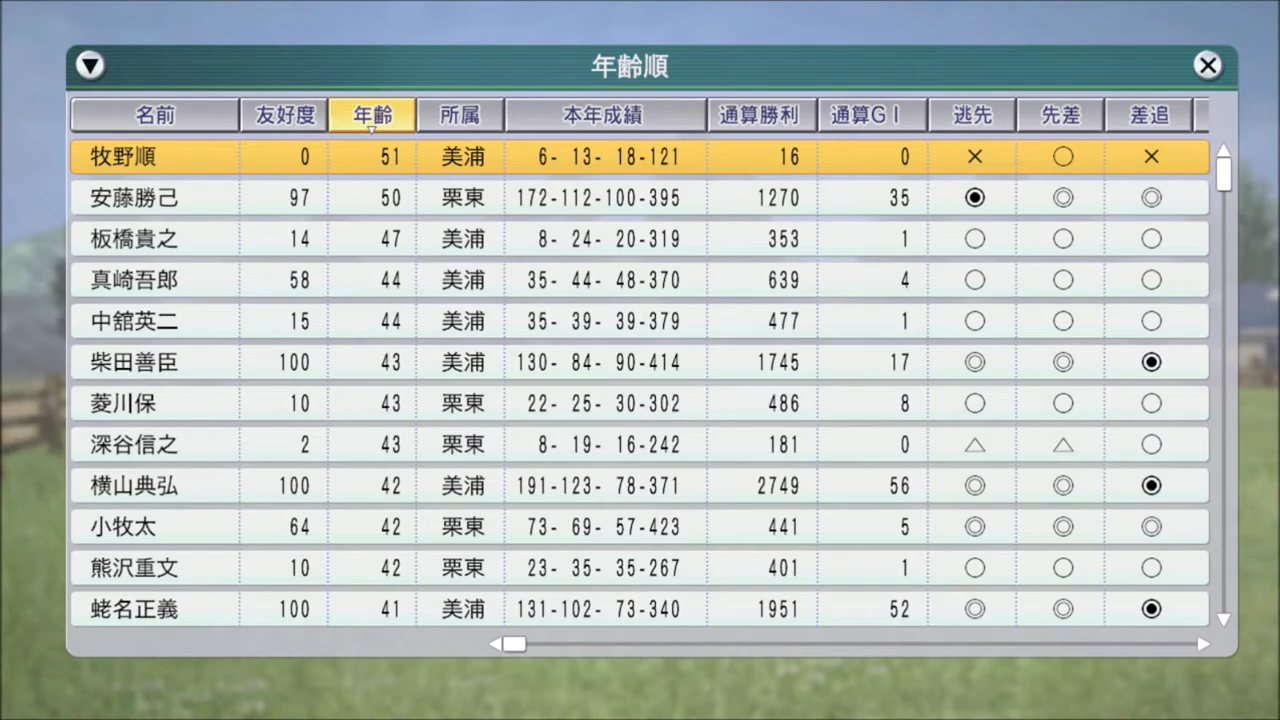 年齢順
名前 友好度 年齢 所属 本年成績 通算勝利 通算GⅠ 逃先 先差 差追
牧野順 0 51 美浦 6- 13- 18-121 16 0 × ○ ×
安藤勝己 97 50 栗東 172-112-100-395 1270 35 ◉ ◎ ◎
板橋貴之 14 47 美浦 8- 24- 20-319 353 1 ○ ○ ○
真崎吾郎 58 44 美浦 35- 44- 48-370 639 4 ○ ○ ○
中舘英二 15 44 美浦 35- 39- 39-379 477 1 ○ ○ ○
柴田善臣 100 43 美浦 130- 84- 90-414 1745 17 ◎ ◎ ◉
菱川保 10 43 栗東 22- 25- 30-302 486 8 ○ ○ ○
深谷信之 2 43 栗東 8- 19- 16-242 181 0 △ △ ○
横山典弘 100 42 美浦 191-123- 78-371 2749 56 ◎ ◎ ◉
小牧太 64 42 栗東 73- 69- 57-423 441 5 ◎ ◎ ◎
熊沢重文 10 42 栗東 23- 35- 35-267 401 1 ○ ○ ○
蛯名正義 100 41 美浦 131-102- 73-340 1951 52 ◎ ◎ ◉